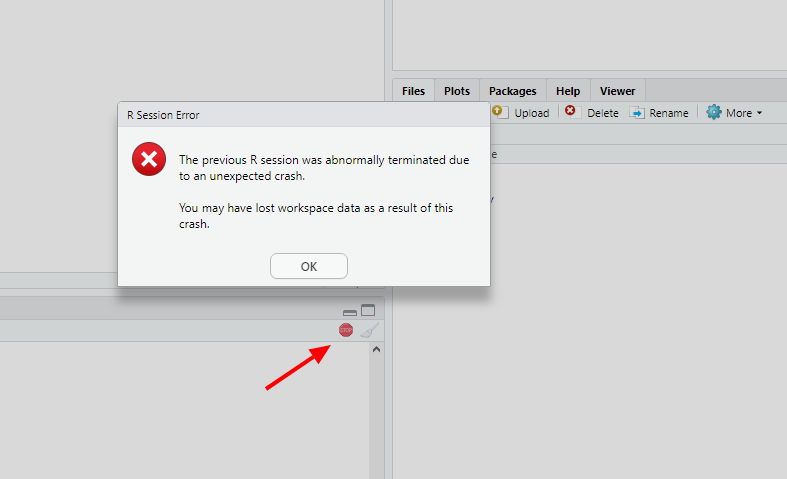 Files Plots Packages Help Viewer
Upload Delete Rename More
R Session Error
e
The previous R session was abnormally terminated due
to an unexpected crash.
y
You may have lost workspace data as a result of this
crash.
OK
STOP